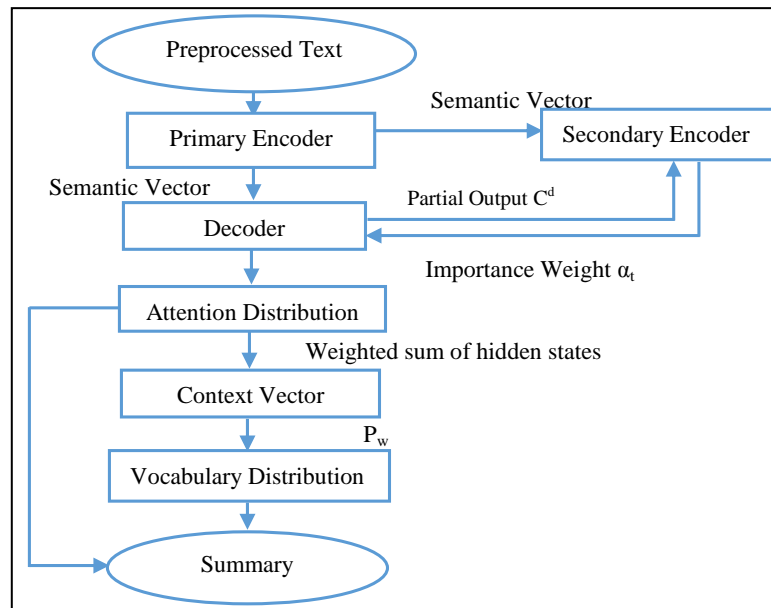 Preprocessed Text
Semantic Vector
Primary Encoder
Secondary Encoder
Semantic Vector
Partial Output C^d
Decoder
Importance Weight α_t
Attention Distribution
Weighted sum of hidden states
Context Vector
P_w
Vocabulary Distribution
Summary